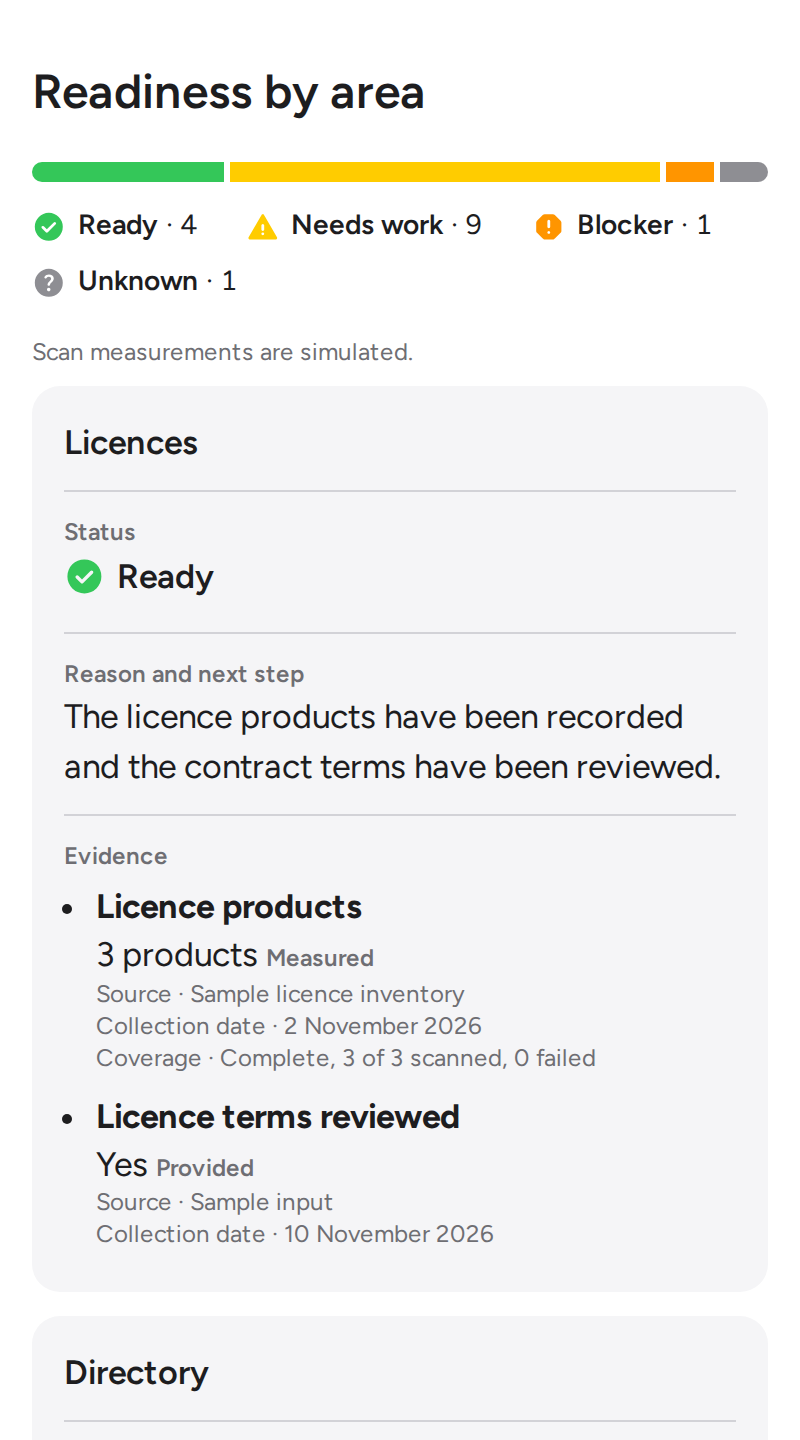 Readiness by area
Ready · 4
Needs work · 9
Blocker · 1
Unknown · 1
Scan measurements are simulated.
Licences
Status
Ready
Reason and next step
The licence products have been recorded
and the contract terms have been reviewed.
Evidence
• Licence products
3 products Measured
Source · Sample licence inventory
Collection date · 2 November 2026
Coverage · Complete, 3 of 3 scanned, 0 failed
• Licence terms reviewed
Yes Provided
Source · Sample input
Collection date · 10 November 2026
Directory